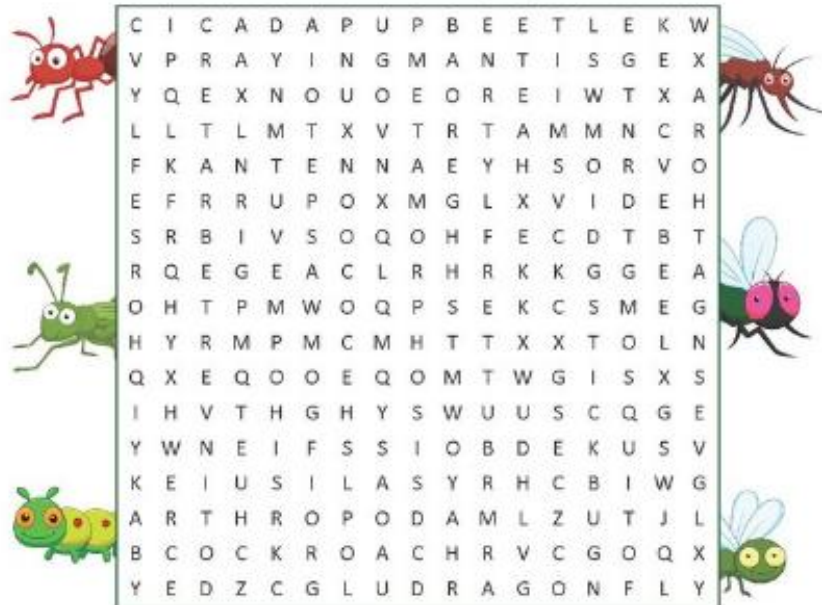 C I C A D A P U P B E E T L E K W
V P R A Y I N G M A N T I S G E X
Y Q E X N O U O E O R E I W T X A
L L T L M T X V T R T A M M N C R
F K A N T E N N A E Y H S O R V O
E F R R U P O X M G L X V I D E H
S R B I V S O Q O H F E C D T B T
R Q E G E A C L R H R K K G G E A
O H T P M W O Q P S E K C S M E G
H Y R M P M C M H T T X X T O L N
Q X E Q O O E Q O M T W G I S X S
I H V T H G H Y S W U U S C Q G E
Y W N E I F S S I O B D E K U S V
K E I U S I L A S Y R H C B I W G
A R T H R O P O D A M L Z U T J L
B C O C K R O A C H R V C G O Q X
Y E D Z C G L U D R A G O N F L Y